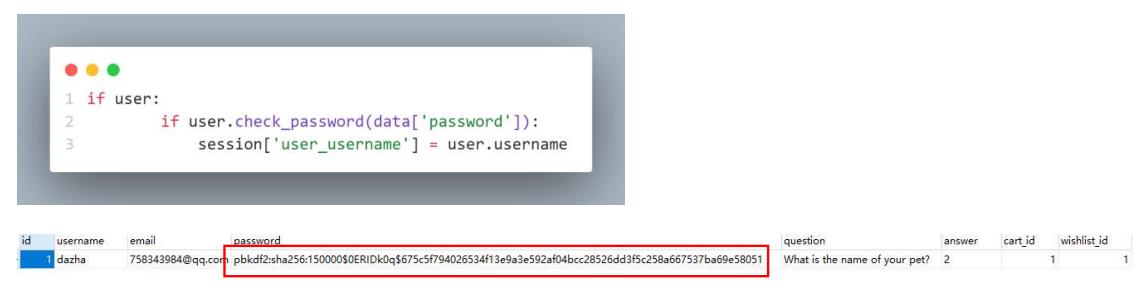 1 if user:
2 if user.check_password(data['password']):
3 session['user_username'] = user.username
id username email password question answer cart_id wishlist_id
1 dazha 758343984@qq.com pbkdf2:sha256:150000$0ERIDk0q$675c5f794026534f13e9a3e592af04bcc28526dd3f5c258a667537ba69e58051 What is the name of your pet? 2 1 1